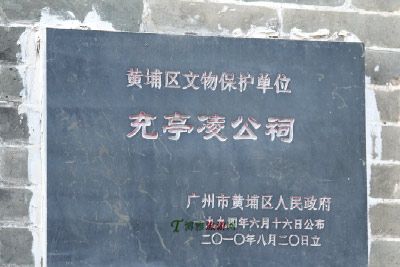 黄埔区文物保护单位
充亭凌公祠
广州市黄埔区人民政府
一九九四年六月十六日公布
二〇一〇年八月二〇日立